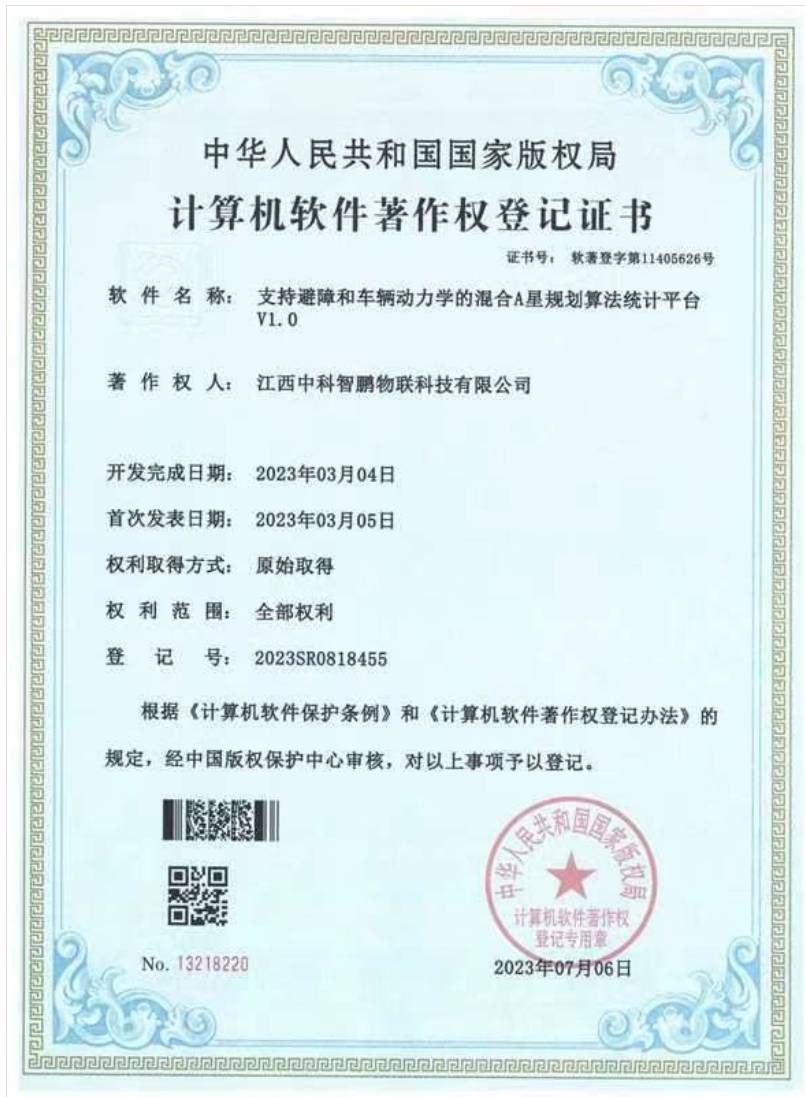 中华人民共和国国家版权局
计算机软件著作权登记证书
证书号： 软著登字第11405626号
软件名称： 支持避障和车辆动力学的混合A星规划算法统计平台
V1.0
著作权人： 江西中科智鹏物联科技有限公司
开发完成日期： 2023年03月04日
首次发表日期： 2023年03月05日
权利取得方式： 原始取得
权利范围： 全部权利
登记号： 2023SR0818455
根据《计算机软件保护条例》和《计算机软件著作权登记办法》的
规定，经中国版权保护中心审核，对以上事项予以登记。
中华人民共和国国家版权局
计算机软件著作权
登记专用章
No. 13218220
2023年07月06日